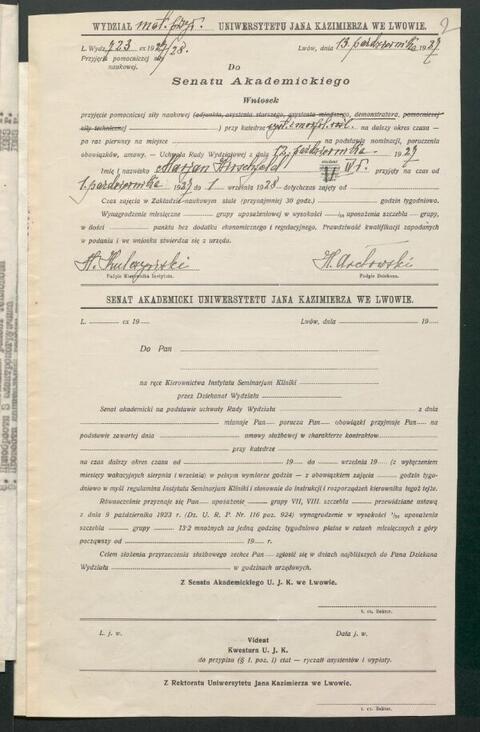 2
WYDZIAŁ mat. przyr. UNIWERSYTETU JANA KAZIMIERZA WE LWOWIE.
L. Wydz. 723 ex 19 27/28. Lwów, dnia 13 października 1927
Przyjęcie pomocniczej siły naukowej.
Do
Senatu Akademickiego
Wniosek
przyjęcie pomocniczej siły naukowej (adjunkta, asystenta starszego, asystenta młodszego, demonstratora, pomocniczej
siły technicznej) przy katedrze na dalszy okres czasu —
po raz pierwszy na miejsce na podstawie nominacji, poruczenia
obowiązków, umowy. Uchwała Rady Wydziałowej z dnia 12 października 1927
Imię i nazwisko Marjan Hirschfeld przyjęty na czas od
1. października 1927 do 1 września 1928 - dotychczas zajęty od
Czas zajęcia w Zakładzie-naukowym stale (przynajmniej 30 godz.) godzin tygodniowo.
Wynagrodzenie miesięczne grupy uposażeniowej w wysokości uposażenia szczebla grupy,
w ilości punktów bez dodatku ekonomicznego i regulacyjnego. Prawdziwość kwalifikacji zapodanych
w podaniu i we wniosku stwierdza się z urzędu.
St. Kulczyński H. Arctowski
Podpis Kierownika Instytutu. Podpis Dziekana.
SENAT AKADEMICKI UNIWERSYTETU JANA KAZIMIERZA WE LWOWIE.
L. ex 19 Lwów, dnia 19
Do Pan
na ręce Kierownictwa Instytutu Seminarjum Kliniki
przez Dziekanat Wydziału
Senat akademicki na podstawie uchwały Rady Wydziału z dnia
mianuje Pan porucza Pan obowiązki przyjmuje Pan na
podstawie zawartej dnia umowy służbowej w charakterze kontraktow
przy katedrze
na czas dalszy okres czasu od 19 do września 19 (z wyłączeniem
miesięcy wakacyjnych sierpnia i września) w pełnym wymiarze godzin - z obowiązkiem zajęcia godzin tygo-
dniowo w myśl regulaminu Instytutu Seminarjum Kliniki i stosownie do instrukcji i rozporządzeń kierownika tegoż tejże.
Równocześnie przyznaje się Pan uposażenie grupy VII, VIII. szczebla przewidziane ustawą
z dnia 9 października 1923 r. (Dz. U. R. P. Nr. 116 poz. 924) wynagrodzenie w wysokości uposażenia
szczebla grupy 13·2 mnożnych za jedną godzinę tygodniowo płatne w ratach miesięcznych z góry
począwszy od 19 r.
Celem złożenia przyrzeczenia służbowego zechce Pan zgłosić się w dniach najbliższych do Pana Dziekana
Wydziału w godzinach urzędowych.
Z Senatu Akademickiego U. J. K. we Lwowie.
t. cz. Rektor.
L. j. w. Data j. w.
Videat
Kwestura U. J. K.
do przypisu (§ 1. poz. 1) etat — ryczałt asystentów i wypłaty.
Z Rektoratu Uniwersytetu Jana Kazimierza we Lwowie.
t. cz. Rektor.